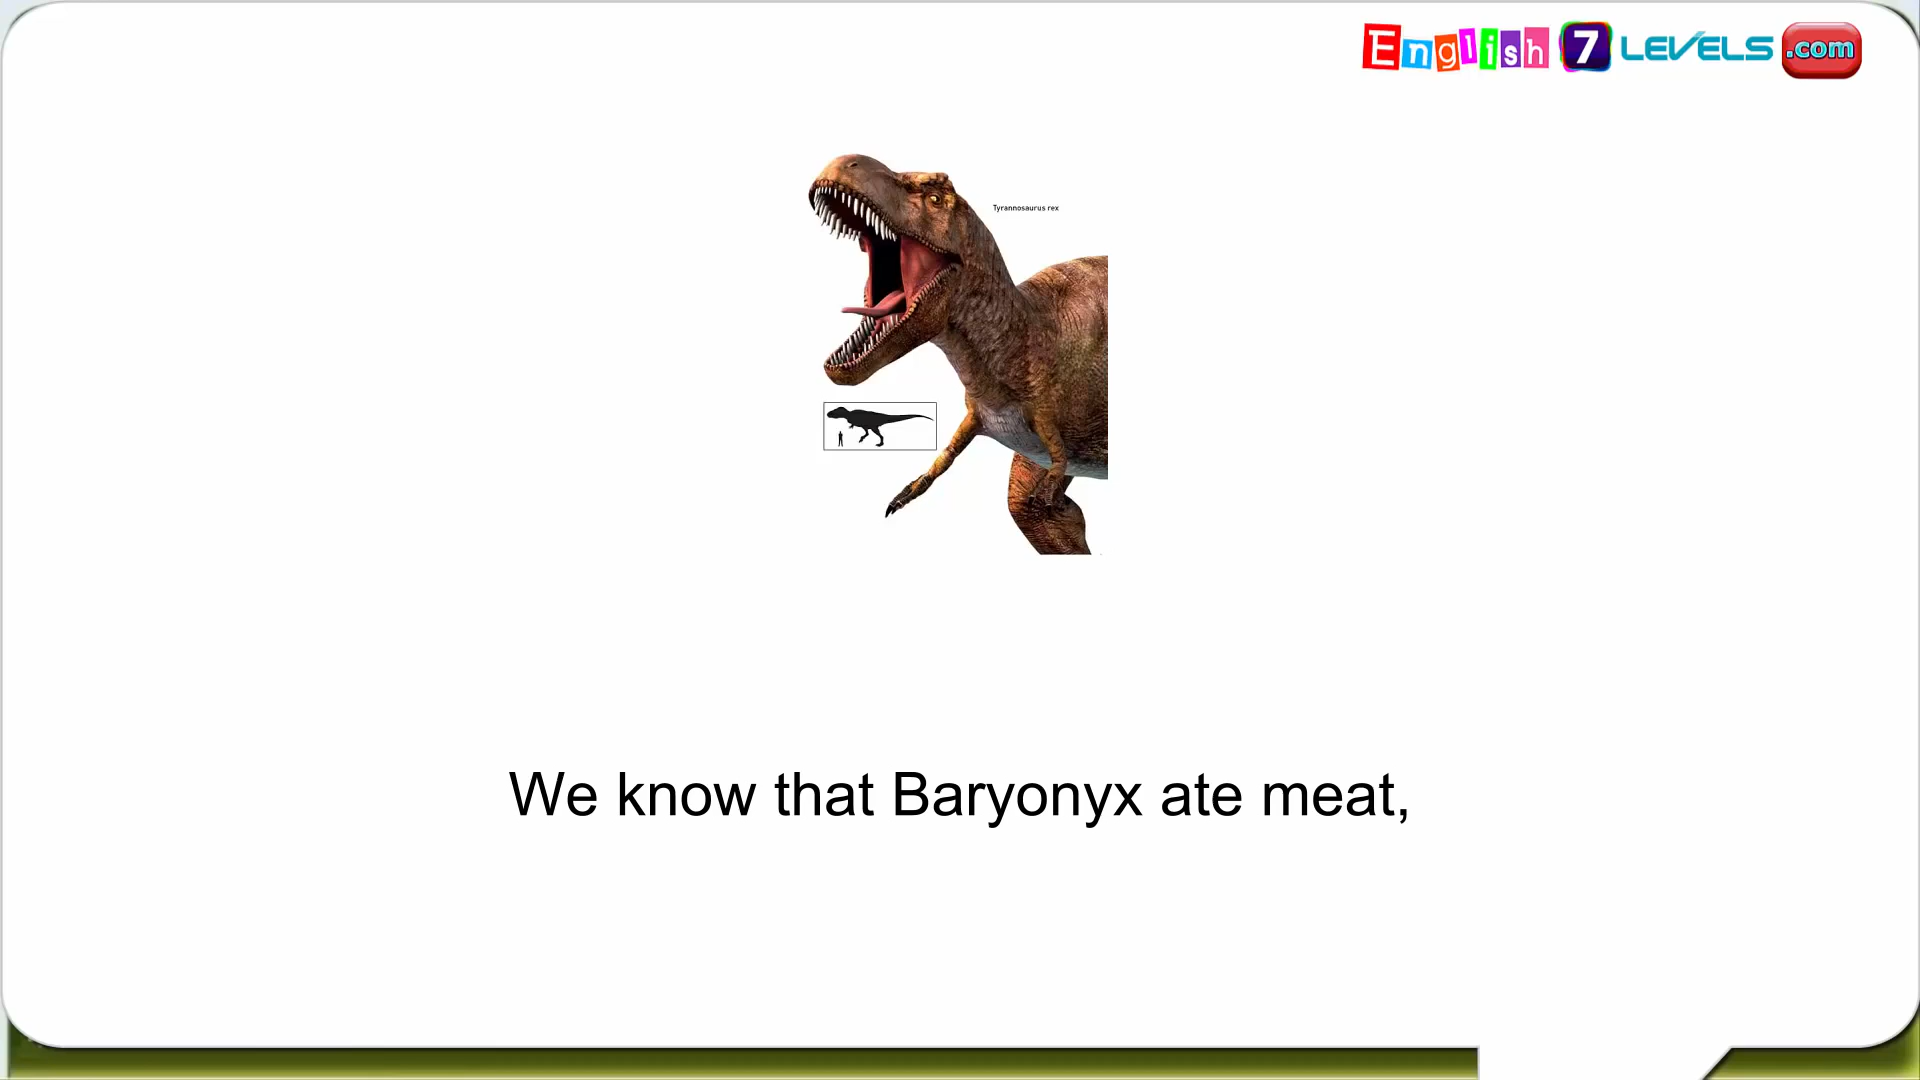 English 7 LEVELS .com
Tyrannosaurus rex
We know that Baryonyx ate meat,